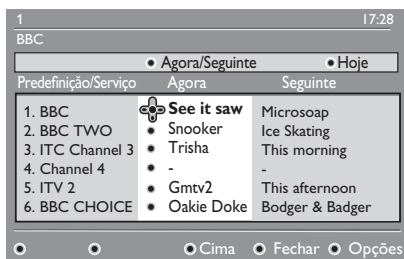 1 17:28
BBC
Agora/Seguinte Hoje
Predefinição/Serviço Agora Seguinte
1. BBC See it saw Microsoap
2. BBC TWO Snooker Ice Skating
3. ITC Channel 3 Trisha This morning
4. Channel 4 - -
5. ITV 2 Gmtv2 This afternoon
6. BBC CHOICE Oakie Doke Bodger & Badger
Cima Fechar Opções